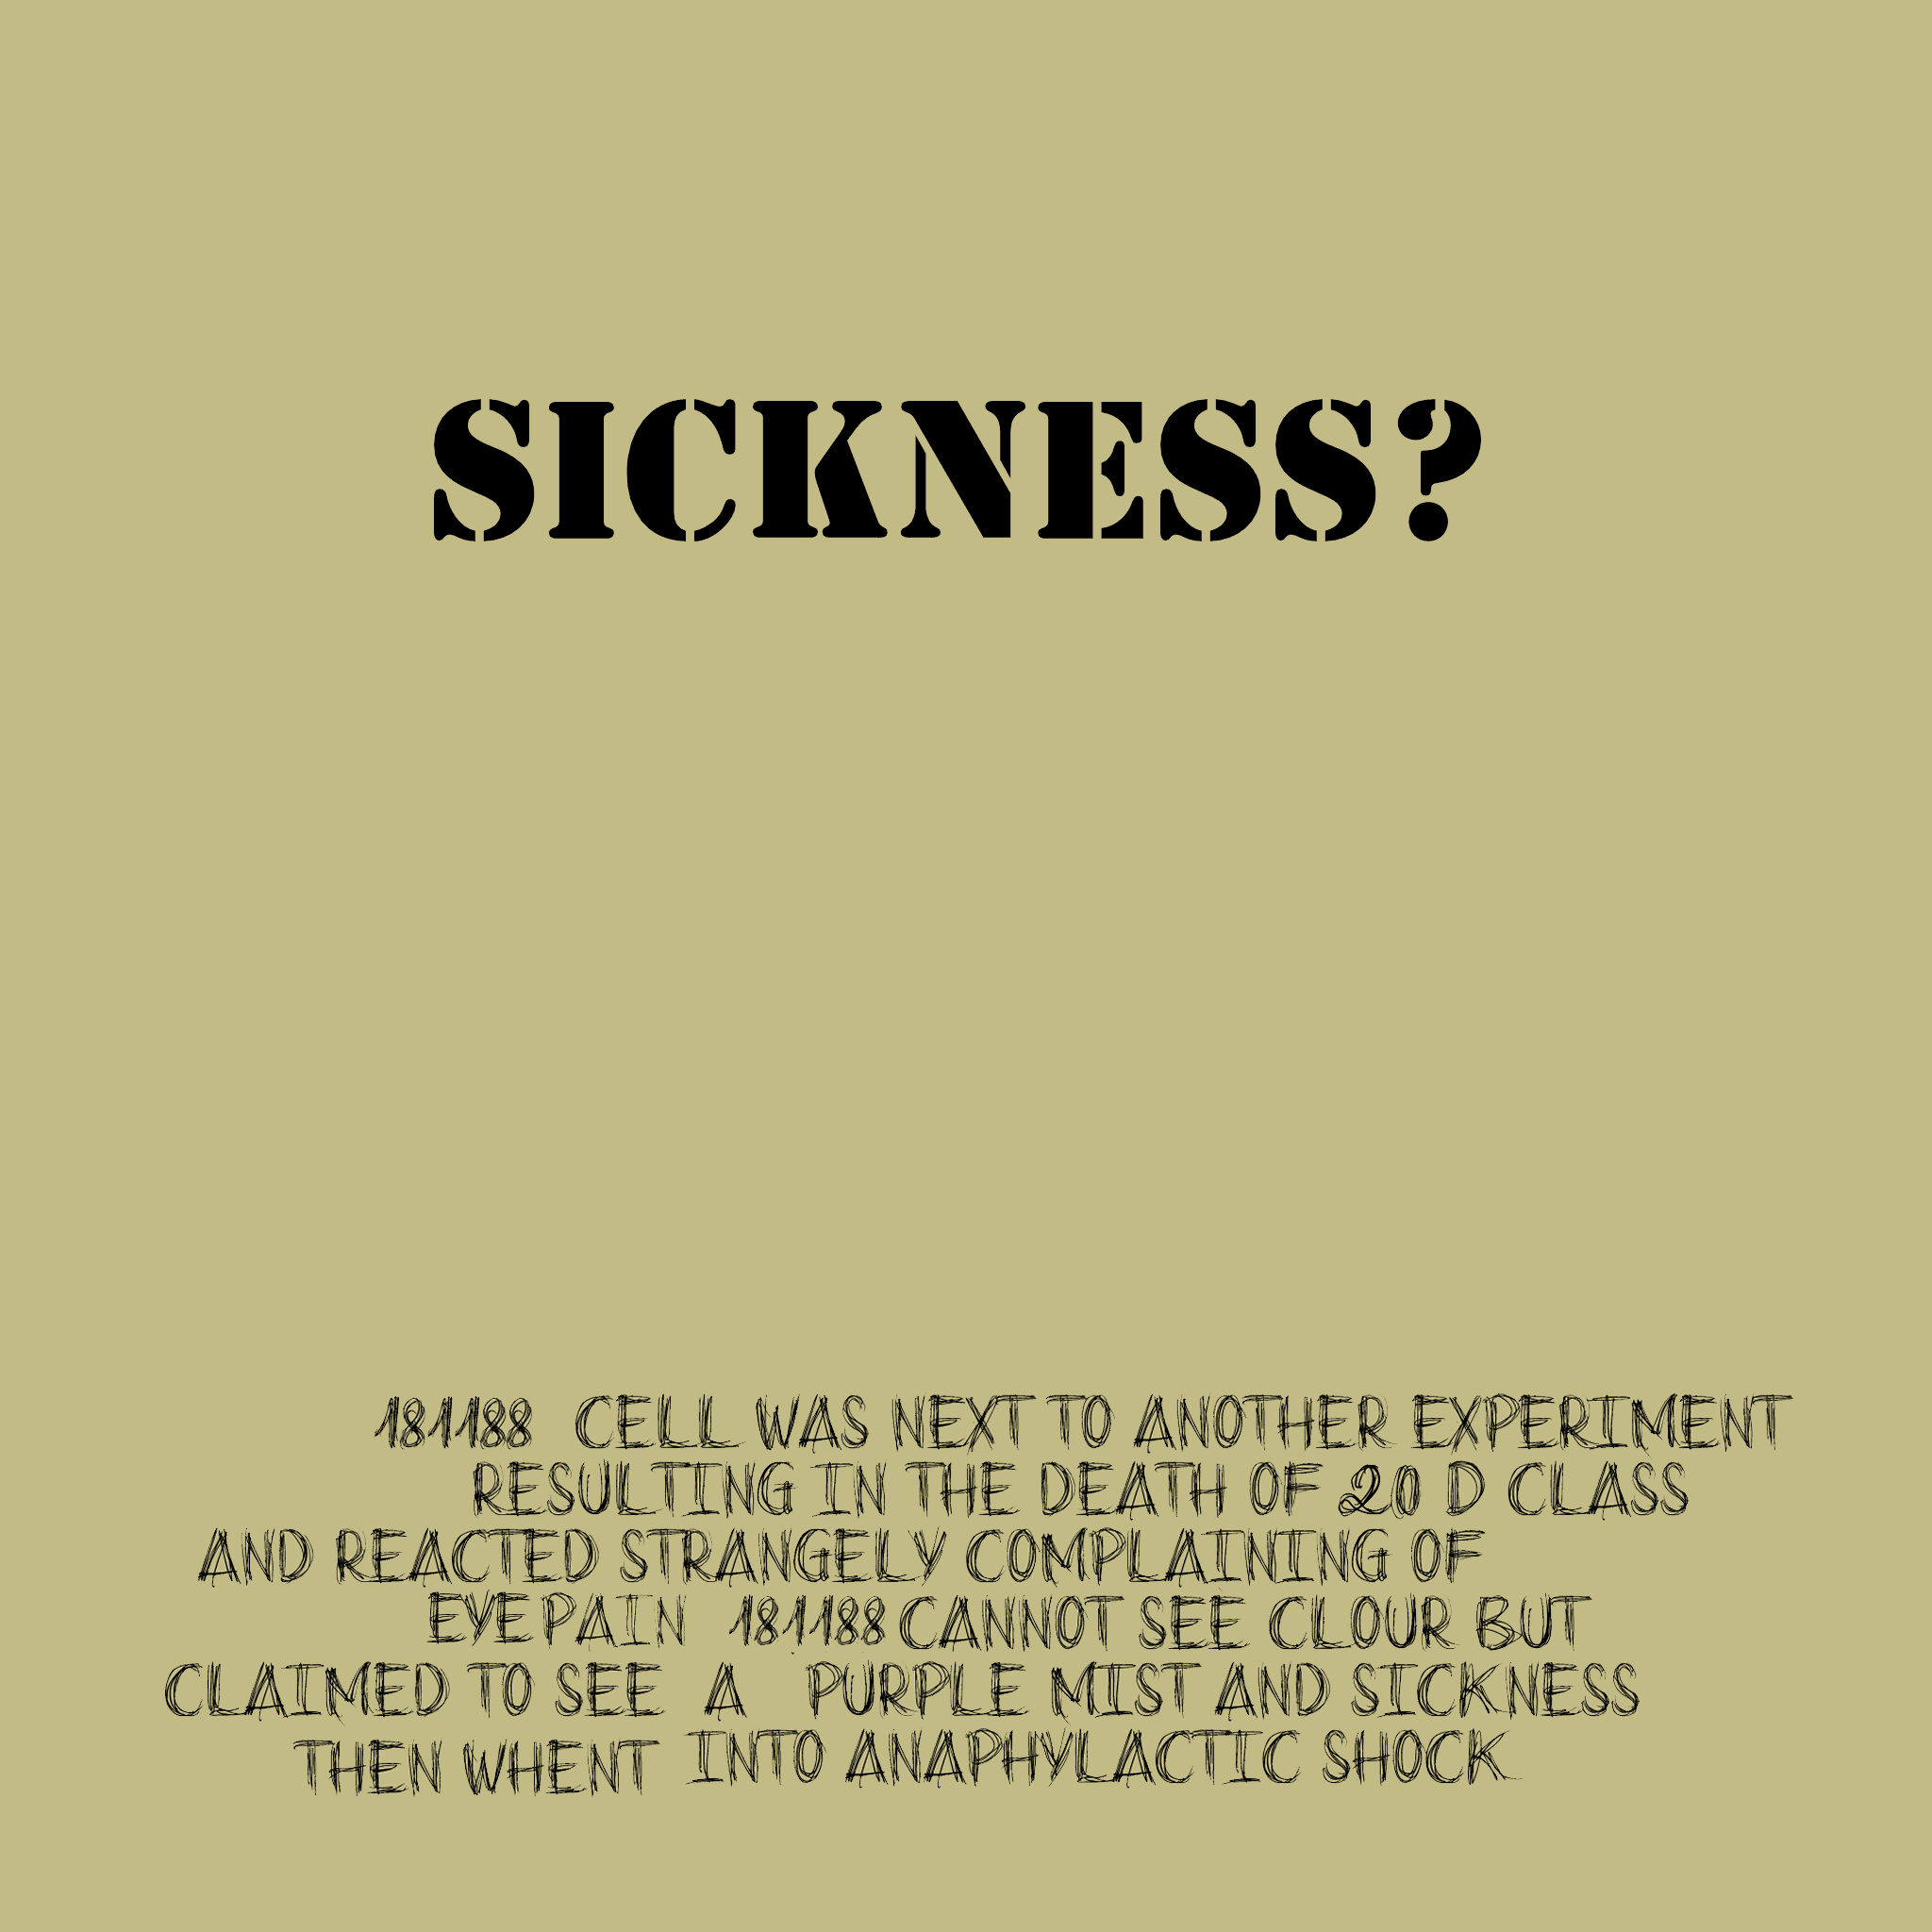 SICKNESS?
181188 CELL WAS NEXT TO ANOTHER EXPERIMENT
RESULTING IN THE DEATH OF 20 D CLASS
AND REACTED STRANGELY COMPLAINING OF
EYE PAIN 181188 CANNOT SEE CLOUR BUT
CLAIMED TO SEE A PURPLE MIST AND SICKNESS
THEN WHENT INTO ANAPHYLACTIC SHOCK